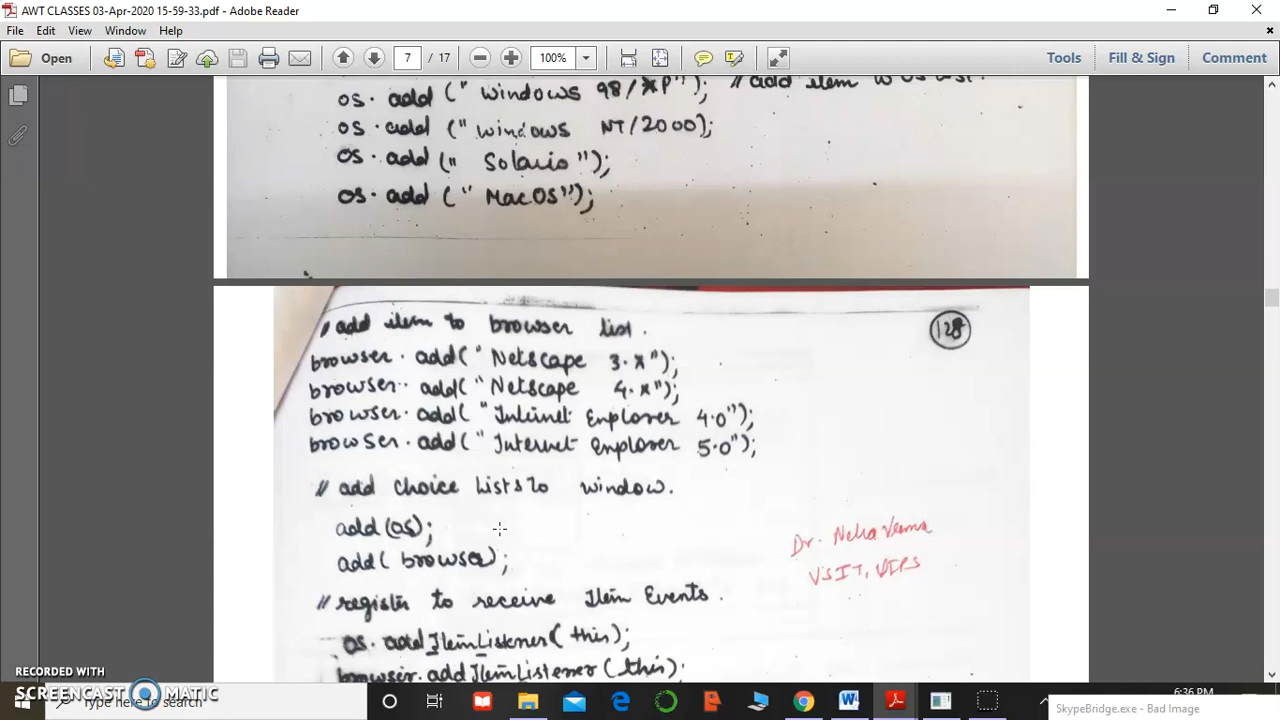 AWT CLASSES 03-Apr-2020 15-59-33.pdf - Adobe Reader
File Edit View Window Help
Open 7 / 17 100% Tools Fill & Sign Comment
os. add (" Windows 98/XP"); // add item to os list.
os. add (" Windows NT/2000);
os. add (" Solario");
os. add (" MacOS");
// add item to browser list.
128
browser. add(" Netscape 3.x");
browser. add(" Netscape 4.x");
browser. add( " Internet Explorer 4.0");
browser. add( " Internet explorer 5.0");
// add choice lists to window.
add(os);
add( browser);
Dr. Neha Verma
VSIT, VIPS
// register to receive Item Events.
os. add ItemListener( this);
browser. add ItemListener (this);
RECORDED WITH
SCREENCAST MATIC
Type here to search
6:36 PM
SkypeBridge.exe - Bad Image